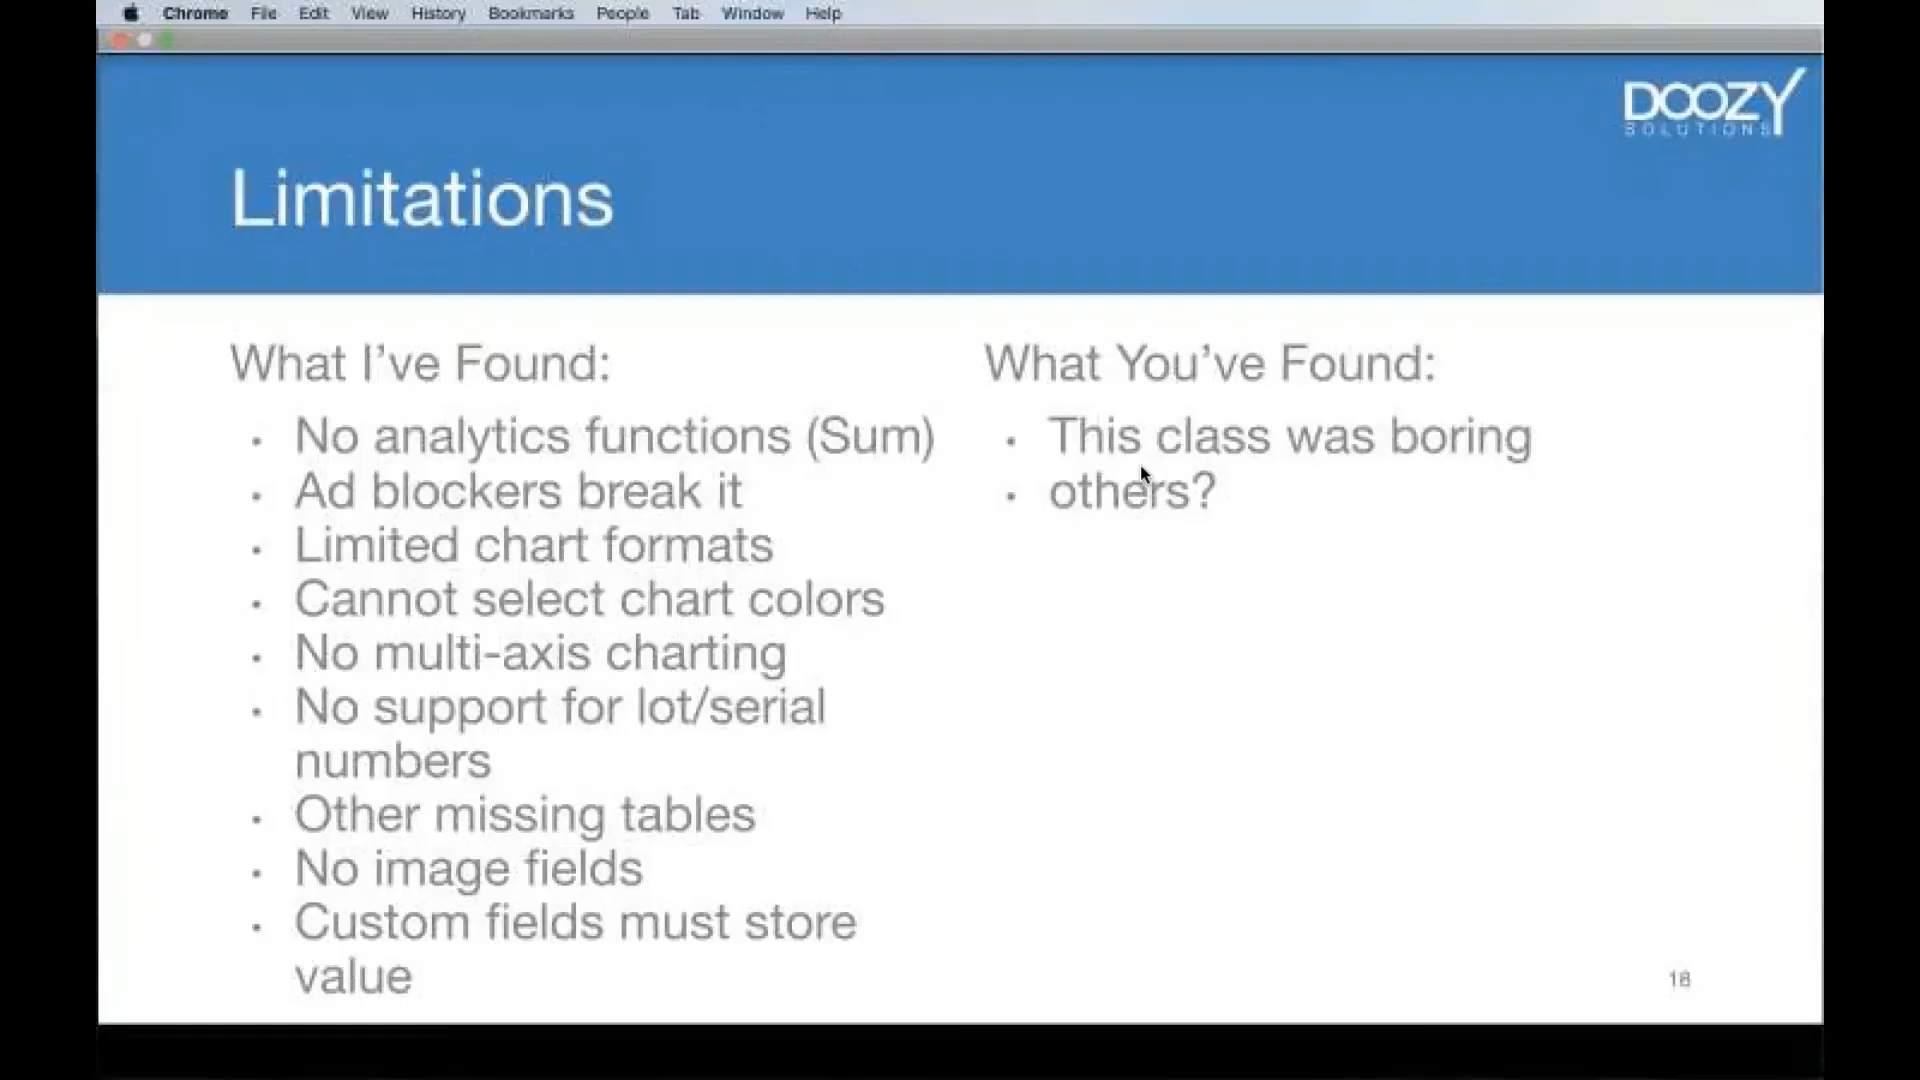 Chrome File Edit View History Bookmarks People Tab Window Help
DOOZY
SOLUTIONS
Limitations
What I’ve Found:
No analytics functions (Sum)
Ad blockers break it
Limited chart formats
Cannot select chart colors
No multi-axis charting
No support for lot/serial
numbers
Other missing tables
No image fields
Custom fields must store
value
What You’ve Found:
This class was boring
others?
18